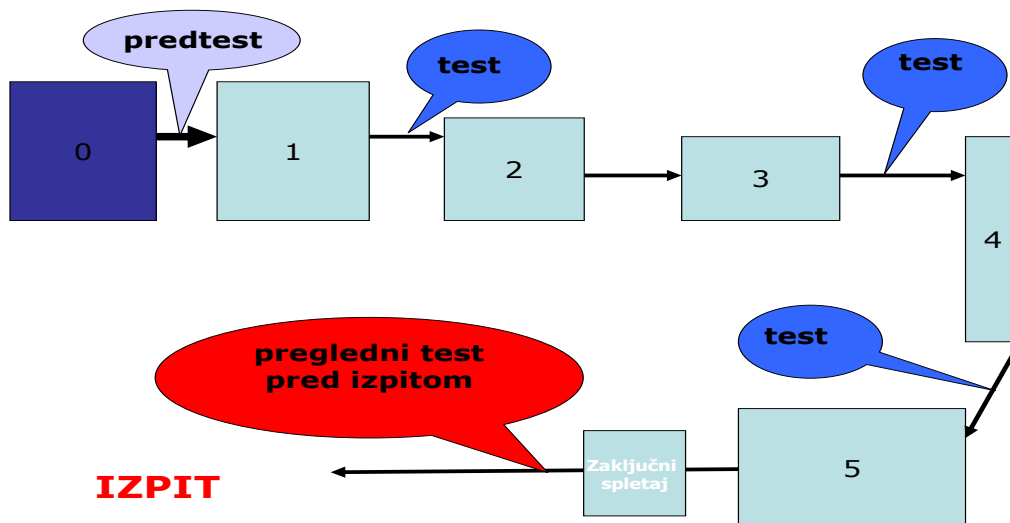 predtest
test
test
0
1
2
3
4
test
pregledni test
pred izpitom
Zaključni
spletaj
5
IZPIT